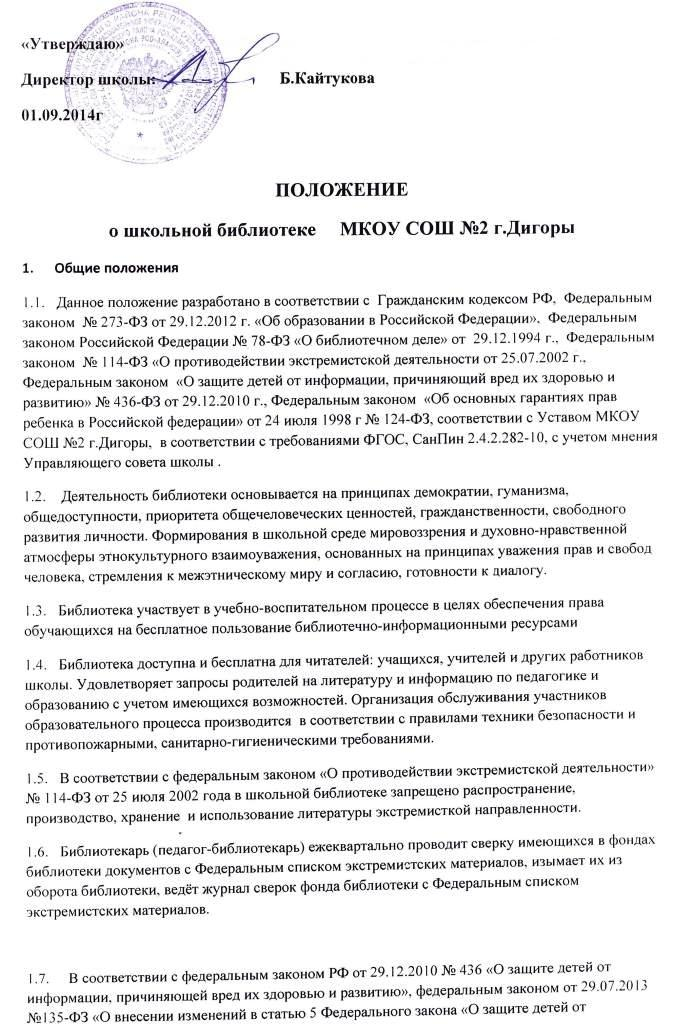 «Утверждаю»
Директор школы: Б.Кайтукова
01.09.2014г
ПОЛОЖЕНИЕ
о школьной библиотеке МКОУ СОШ №2 г.Дигоры
1. Общие положения
1.1. Данное положение разработано в соответствии с Гражданским кодексом РФ, Федеральным
законом № 273-ФЗ от 29.12.2012 г. «Об образовании в Российской Федерации», Федеральным
законом Российской Федерации № 78-ФЗ «О библиотечном деле» от 29.12.1994 г., Федеральным
законом № 114-ФЗ «О противодействии экстремистской деятельности от 25.07.2002 г.,
Федеральным законом «О защите детей от информации, причиняющий вред их здоровью и
развитию» № 436-ФЗ от 29.12.2010 г., Федеральным законом «Об основных гарантиях прав
ребенка в Российской федерации» от 24 июля 1998 г № 124-ФЗ, соответствии с Уставом МКОУ
СОШ №2 г.Дигоры, в соответствии с требованиями ФГОС, СанПин 2.4.2.282-10, с учетом мнения
Управляющего совета школы .
1.2. Деятельность библиотеки основывается на принципах демократии, гуманизма,
общедоступности, приоритета общечеловеческих ценностей, гражданственности, свободного
развития личности. Формирования в школьной среде мировоззрения и духовно-нравственной
атмосферы этнокультурного взаимоуважения, основанных на принципах уважения прав и свобод
человека, стремления к межэтническому миру и согласию, готовности к диалогу.
1.3. Библиотека участвует в учебно-воспитательном процессе в целях обеспечения права
обучающихся на бесплатное пользование библиотечно-информационными ресурсами
1.4. Библиотека доступна и бесплатна для читателей: учащихся, учителей и других работников
школы. Удовлетворяет запросы родителей на литературу и информацию по педагогике и
образованию с учетом имеющихся возможностей. Организация обслуживания участников
образовательного процесса производится в соответствии с правилами техники безопасности и
противопожарными, санитарно-гигиеническими требованиями.
1.5. В соответствии с федеральным законом «О противодействии экстремистской деятельности»
№ 114-ФЗ от 25 июля 2002 года в школьной библиотеке запрещено распространение,
производство, хранение и использование литературы экстремисткой направленности.
1.6. Библиотекарь (педагог-библиотекарь) ежеквартально проводит сверку имеющихся в фондах
библиотеки документов с Федеральным списком экстремистских материалов, изымает их из
оборота библиотеки, ведёт журнал сверок фонда библиотеки с Федеральным списком
экстремистских материалов.
1.7. В соответствии с федеральным законом РФ от 29.12.2010 № 436 «О защите детей от
информации, причиняющей вред их здоровью и развитию», федеральным законом от 29.07.2013
№135-ФЗ «О внесении изменений в статью 5 Федерального закона «О защите детей от